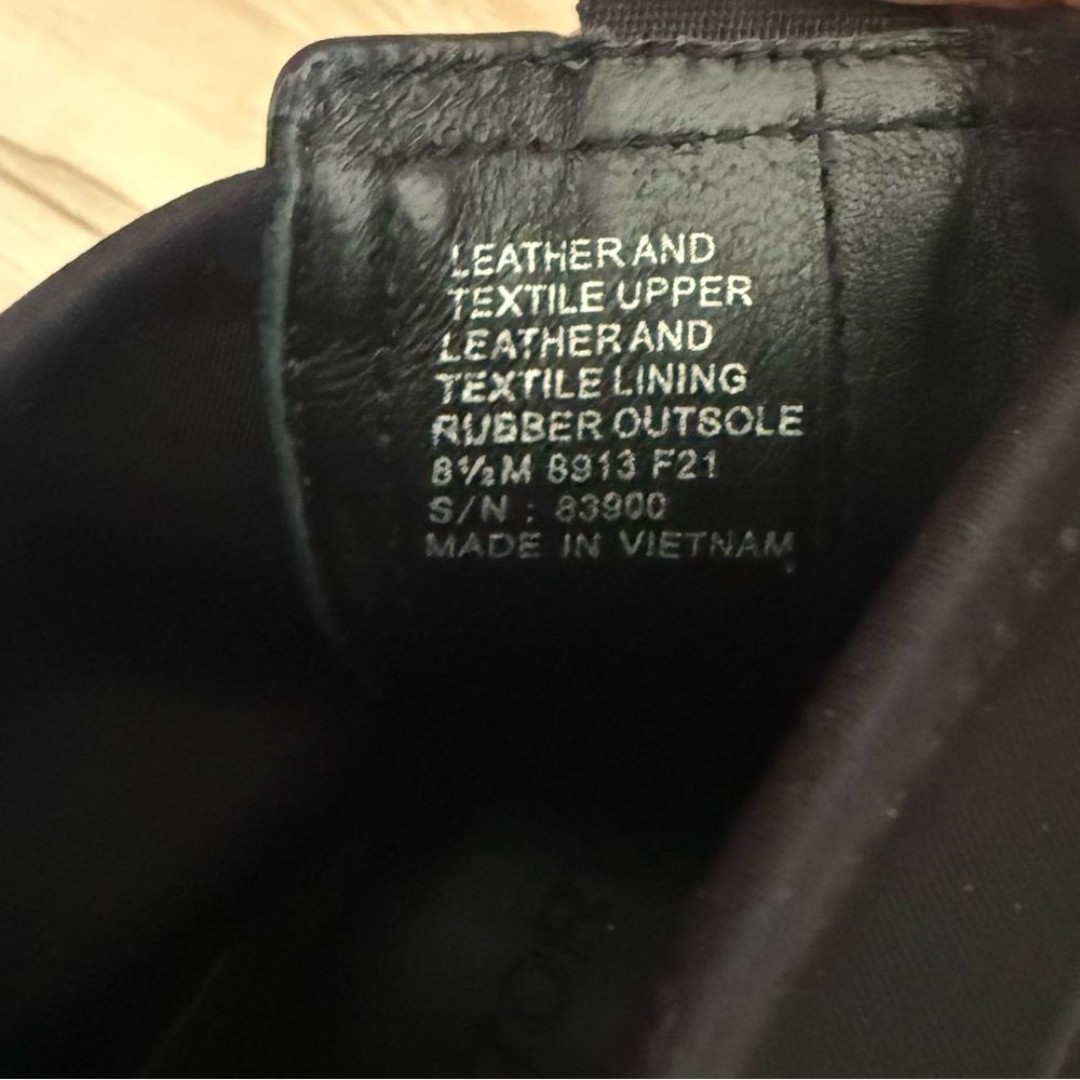 LEATHER AND
TEXTILE UPPER
LEATHER AND
TEXTILE LINING
RUBBER OUTSOLE
8½M 8913 F21
S/N : 83900
MADE IN VIETNAM